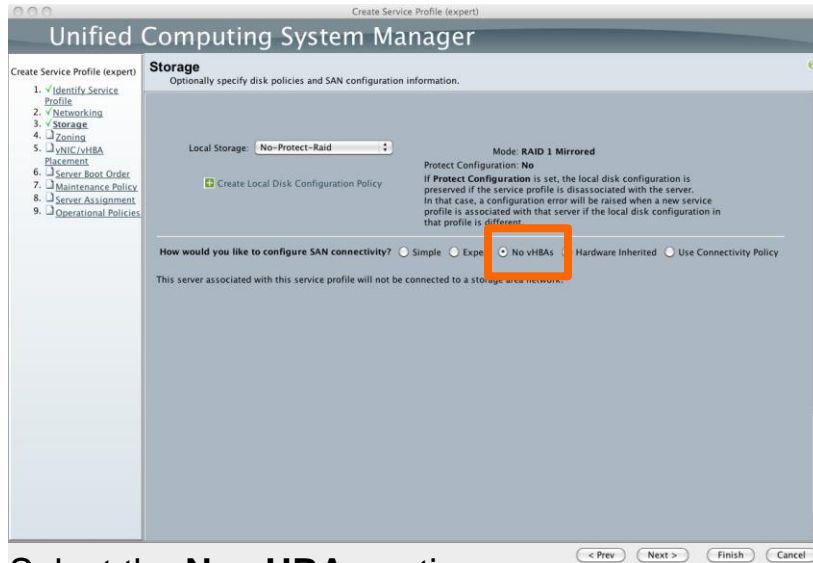 Create Service Profile (expert)
Unified Computing System Manager
Create Service Profile (expert)
1. √Identify Service
Profile
2. √Networking
3. √Storage
4. Zoning
5. vNIC/vHBA
Placement
6. Server Boot Order
7. Maintenance Policy
8. Server Assignment
9. Operational Policies
Storage
Optionally specify disk policies and SAN configuration information.
Local Storage: No-Protect-Raid
Create Local Disk Configuration Policy
Mode: RAID 1 Mirrored
Protect Configuration: No
If Protect Configuration is set, the local disk configuration is
preserved if the service profile is disassociated with the server.
In that case, a configuration error will be raised when a new service
profile is associated with that server if the local disk configuration in
that profile is different.
How would you like to configure SAN connectivity? Simple Expe No vHBAs Hardware Inherited Use Connectivity Policy
This server associated with this service profile will not be connected to a storage area network.
< Prev Next > Finish Cancel